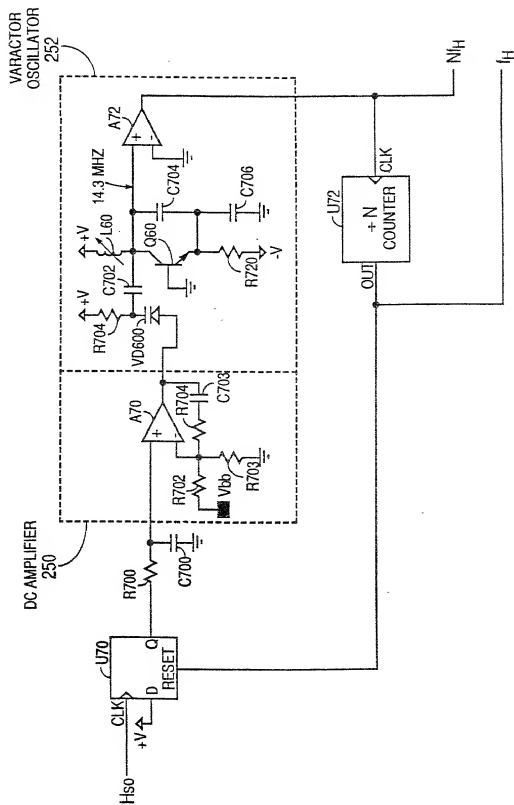 VARACTOR
OSCILLATOR
252
DC AMPLIFIER
250
HSO
CLK
U70
+V
D
Q
RESET
R700
C700
A70
+
-
R702
Vbb
R703
R704
C703
+V
R704
VD600
C702
+V
L60
Q60
14.3 MHZ
C704
C706
R720
-V
A72
+
-
U72
÷ N
COUNTER
CLK
OUT
NfH
fH